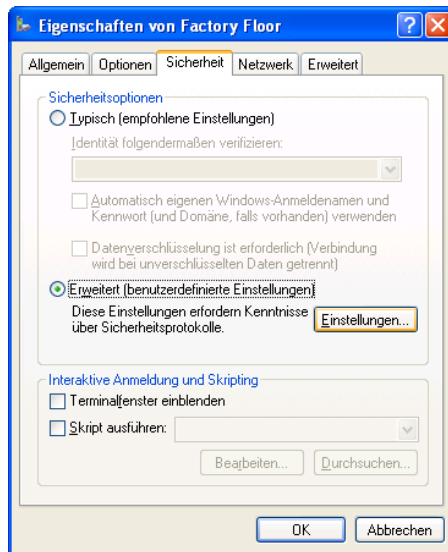 Eigenschaften von Factory Floor
Allgemein
Optionen
Sicherheit
Netzwerk
Erweitert
Sicherheitsoptionen
Typisch (empfohlene Einstellungen)
Identität folgendermaßen verifizieren:
Automatisch eigenen Windows-Anmeldenamen und
Kennwort (und Domäne, falls vorhanden) verwenden
Datenverschlüsselung ist erforderlich (Verbindung
wird bei unverschlüsselten Daten getrennt)
Erweitert (benutzerdefinierte Einstellungen)
Diese Einstellungen erfordern Kenntnisse
über Sicherheitsprotokolle.
Einstellungen...
Interaktive Anmeldung und Skripting
Terminalfenster einblenden
Skript ausführen:
Bearbeiten...
Durchsuchen...
OK
Abbrechen